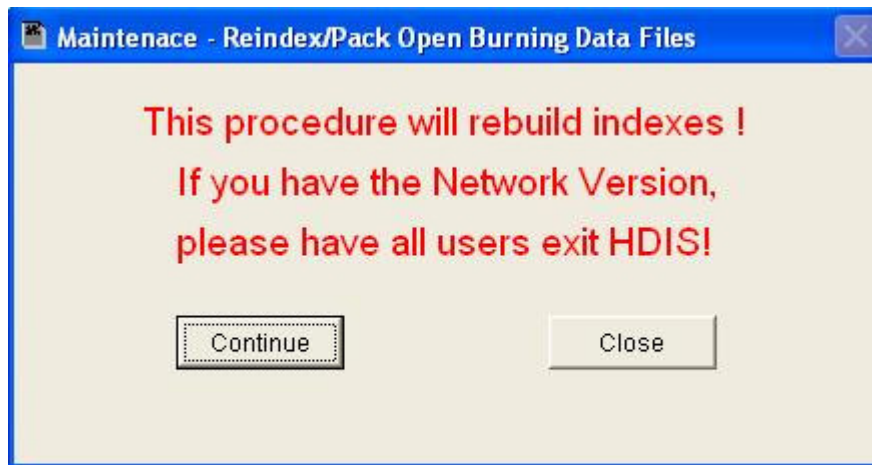 Maintenace - Reindex/Pack Open Burning Data Files
This procedure will rebuild indexes !
If you have the Network Version,
please have all users exit HDIS!
Continue
Close